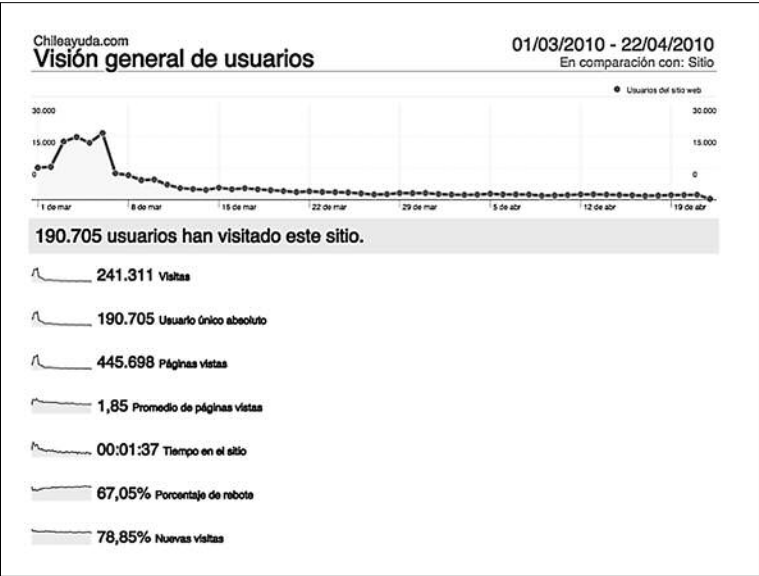 Chileayuda.com
Visión general de usuarios
01/03/2010 - 22/04/2010
En comparación con: Sitio
Usuarios del sitio web
30.000 30.000
15.000 15.000
0 0
1 de mar 8 de mar 15 de mar 22 de mar 29 de mar 5 de abr 12 de abr 19 de abr
190.705 usuarios han visitado este sitio.
241.311 Visitas
190.705 Usuario único absoluto
445.698 Páginas vistas
1,85 Promedio de páginas vistas
00:01:37 Tiempo en el sitio
67,05% Porcentaje de rebote
78,85% Nuevas visitas